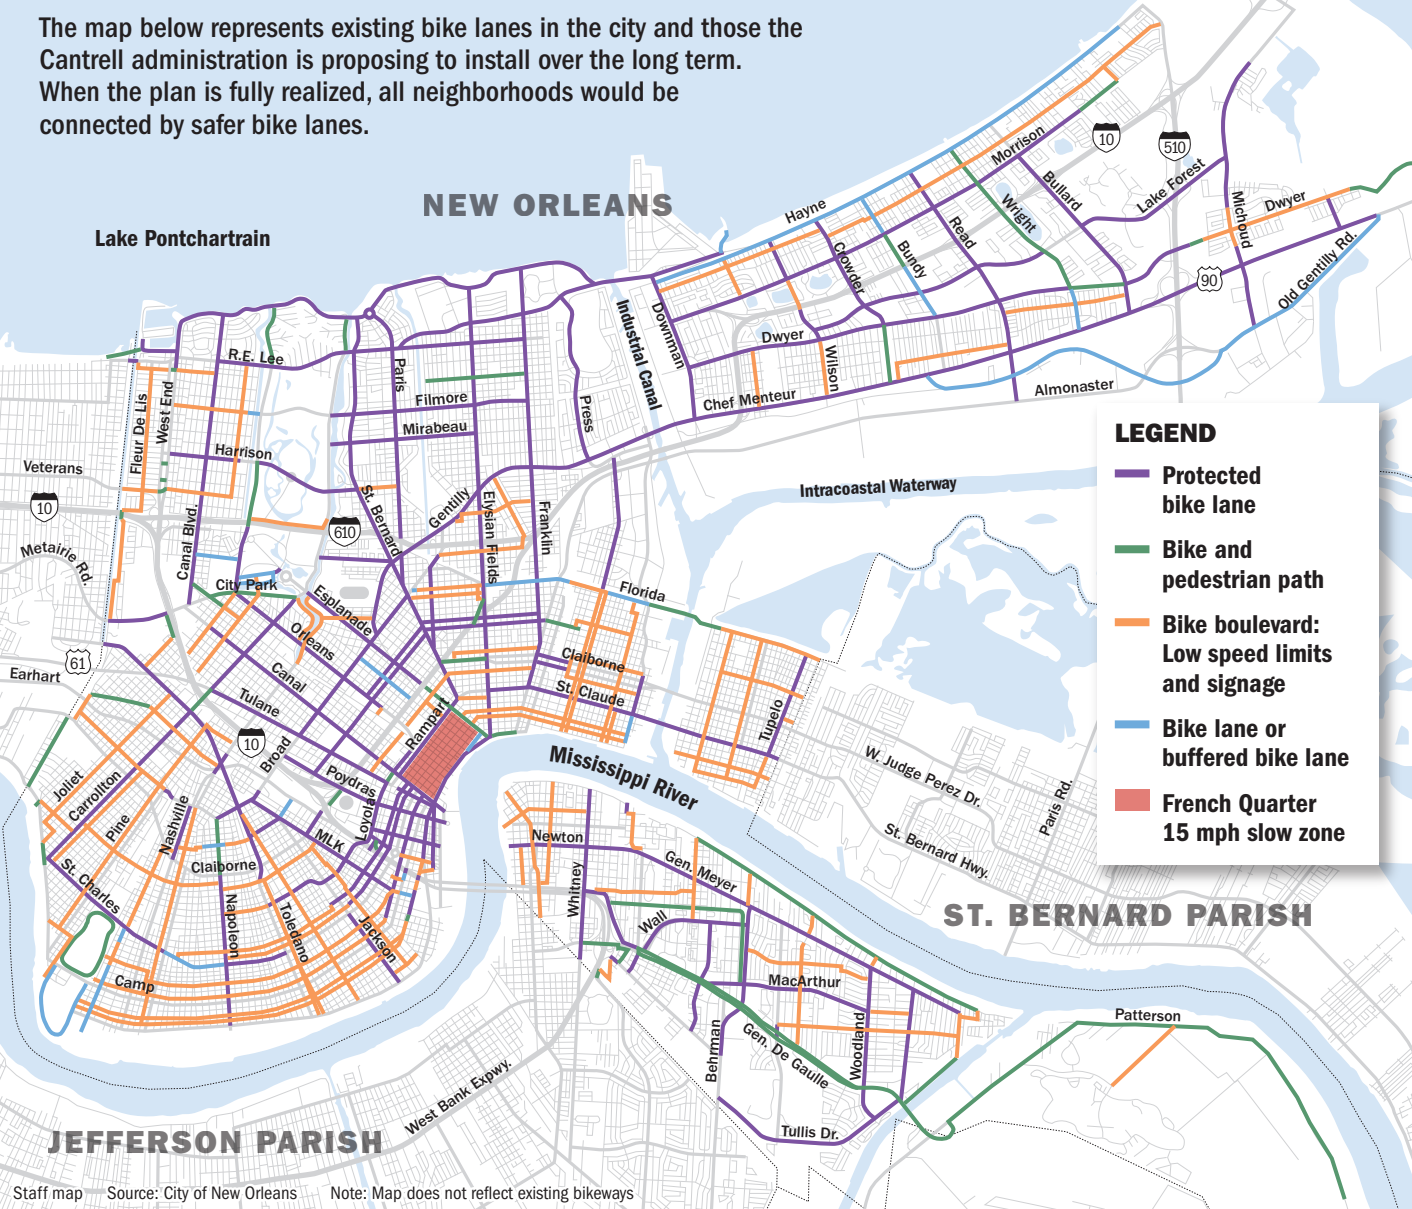 The map below represents existing bike lanes in the city and those the
Cantrell administration is proposing to install over the long term.
When the plan is fully realized, all neighborhoods would be
connected by safer bike lanes.
NEW ORLEANS
Lake Pontchartrain
Hayne
Morrison
10
510
Bullard
Lake Forest
Wright
Michoud
Dwyer
Read
Bundy
Crowder
90
Old Gentilly Rd.
Industrial Canal
Downman
Dwyer
Wilson
Chef Menteur
Almonaster
R.E. Lee
Paris
Filmore
Mirabeau
Press
Fleur De Lis
West End
Harrison
Veterans
10
Metairie Rd.
Canal Blvd.
610
St. Bernard
Gentilly
Elysian Fields
Franklin
Intracoastal Waterway
City Park
Esplanade
Orleans
Florida
61
Earhart
Canal
Tulane
Claiborne
St. Claude
Rampart
Tupelo
10
Broad
Poydras
Loyola
Mississippi River
W. Judge Perez Dr.
Paris Rd.
St. Bernard Hwy.
Joliet
Carrollton
Pine
Nashville
MLK
Claiborne
St. Charles
Napoleon
Toledano
Jackson
Camp
Newton
Whitney
Gen. Meyer
Wall
MacArthur
Behrman
Gen. De Gaulle
Woodland
Tullis Dr.
Patterson
West Bank Expwy.
ST. BERNARD PARISH
JEFFERSON PARISH
LEGEND
Protected
bike lane
Bike and
pedestrian path
Bike boulevard:
Low speed limits
and signage
Bike lane or
buffered bike lane
French Quarter
15 mph slow zone
Staff map Source: City of New Orleans Note: Map does not reflect existing bikeways